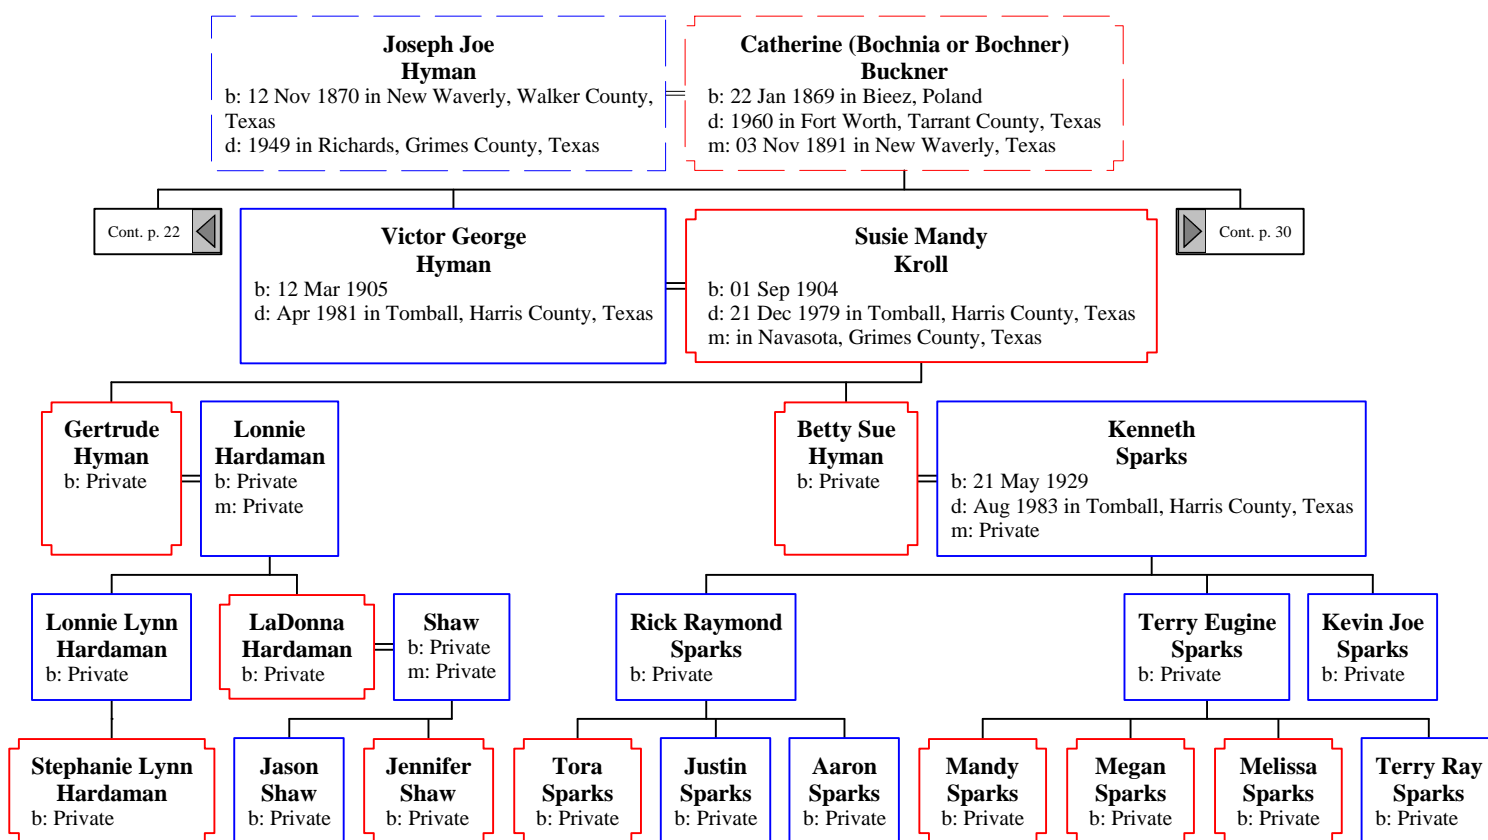 Joseph Joe
Hyman
b: 12 Nov 1870 in New Waverly, Walker County,
Texas
d: 1949 in Richards, Grimes County, Texas
Catherine (Bochnia or Bochner)
Buckner
b: 22 Jan 1869 in Bieez, Poland
d: 1960 in Fort Worth, Tarrant County, Texas
m: 03 Nov 1891 in New Waverly, Texas
Cont. p. 22
Victor George
Hyman
b: 12 Mar 1905
d: Apr 1981 in Tomball, Harris County, Texas
Susie Mandy
Kroll
b: 01 Sep 1904
d: 21 Dec 1979 in Tomball, Harris County, Texas
m: in Navasota, Grimes County, Texas
Cont. p. 30
Gertrude
Hyman
b: Private
Lonnie
Hardaman
b: Private
m: Private
Betty Sue
Hyman
b: Private
Kenneth
Sparks
b: 21 May 1929
d: Aug 1983 in Tomball, Harris County, Texas
m: Private
Lonnie Lynn
Hardaman
b: Private
LaDonna
Hardaman
b: Private
Shaw
b: Private
m: Private
Rick Raymond
Sparks
b: Private
Terry Eugine
Sparks
b: Private
Kevin Joe
Sparks
b: Private
Stephanie Lynn
Hardaman
b: Private
Jason
Shaw
b: Private
Jennifer
Shaw
b: Private
Tora
Sparks
b: Private
Justin
Sparks
b: Private
Aaron
Sparks
b: Private
Mandy
Sparks
b: Private
Megan
Sparks
b: Private
Melissa
Sparks
b: Private
Terry Ray
Sparks
b: Private